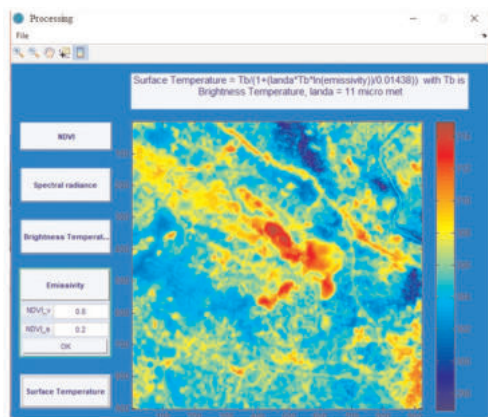 Processing
File
Surface Temperature = Tb/(1+(landa*Tb*ln(emissivity))/0.01438)) with Tb is
Brightness Temperature, landa = 11 micro met
NDVI
Spectral radiance
Brightness Temperat...
Emissivity
NDVI_v 0.8
NDVI_s 0.2
OK
Surface Temperature